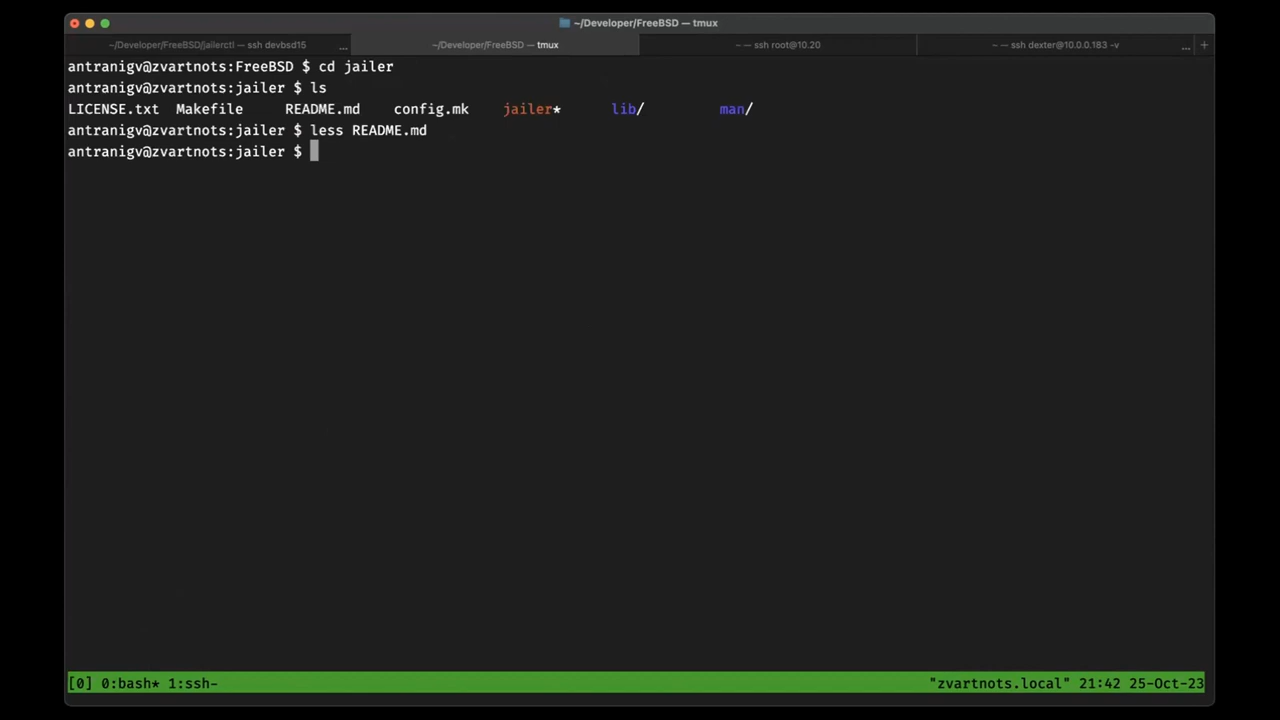 ~/Developer/FreeBSD — tmux
~/Developer/FreeBSD/jailerctl — ssh devbsd15 ... ~/Developer/FreeBSD — tmux ~ — ssh root@10.20 ~ — ssh dexter@10.0.0.183 -v ... +
antranigv@zvartnots:FreeBSD $ cd jailer
antranigv@zvartnots:jailer $ ls
LICENSE.txt Makefile README.md config.mk jailer* lib/ man/
antranigv@zvartnots:jailer $ less README.md
antranigv@zvartnots:jailer $
[0] 0:bash* 1:ssh- "zvartnots.local" 21:42 25-Oct-23